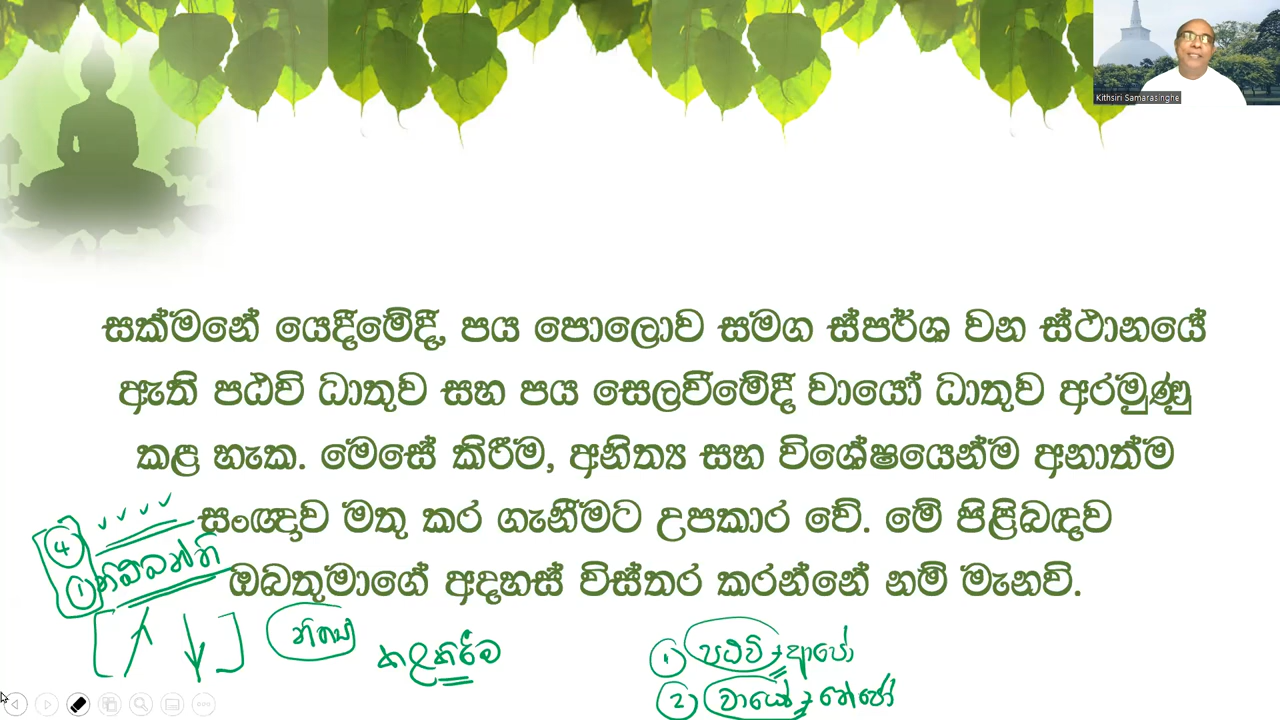 Kithsiri Samarasinghe
සක්මනේ යෙදීමේදී, පය පොලොව සමග ස්පර්ශ වන ස්ථානයේ
ඇති පඨවි ධාතුව සහ පය සෙලවීමේදී වායෝ ධාතුව අරමුණු
කළ හැක. මෙසේ කිරීම, අනිත්‍ය සහ විශේෂයෙන්ම අනාත්ම
සංඥාව මතු කර ගැනීමට උපකාර වේ. මේ පිළිබඳව
ඔබතුමාගේ අදහස් විස්තර කරන්නේ නම් මැනවි.
4
1
නිත්‍ය
කළකිරීම
1 පඨවි → ආපෝ
2 වායෝ → තේජෝ